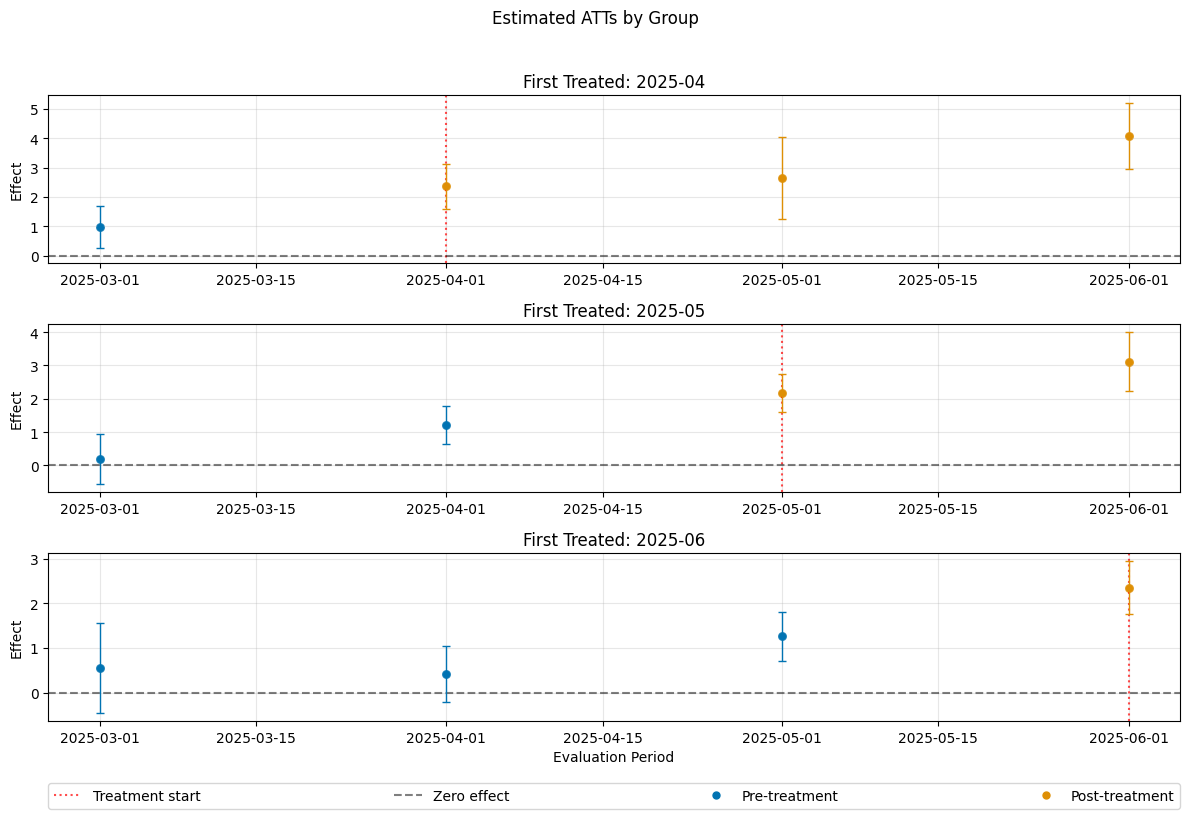 Estimated ATTs by Group
First Treated: 2025-04
Effect
5
4
3
2
1
0
2025-03-01 2025-03-15 2025-04-01 2025-04-15 2025-05-01 2025-05-15 2025-06-01
First Treated: 2025-05
Effect
4
3
2
1
0
2025-03-01 2025-03-15 2025-04-01 2025-04-15 2025-05-01 2025-05-15 2025-06-01
First Treated: 2025-06
Effect
3
2
1
0
2025-03-01 2025-03-15 2025-04-01 2025-04-15 2025-05-01 2025-05-15 2025-06-01
Evaluation Period
Treatment start Zero effect Pre-treatment Post-treatment